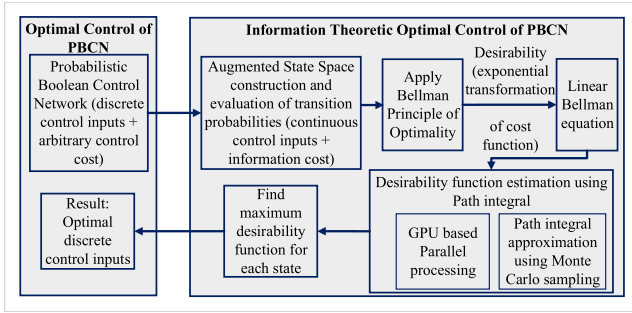 Optimal Control of
PBCN
Probabilistic
Boolean Control
Network (discrete
control inputs +
arbitrary control
cost)
Result:
Optimal
discrete
control inputs
Information Theoretic Optimal Control of PBCN
Augmented State Space
construction and
evaluation of transition
probabilities (continuous
control inputs +
information cost)
Apply
Bellman
Principle of
Optimality
Desirability
(exponential
transformation
of cost
function)
Linear
Bellman
equation
Desirability function estimation using
Path integral
GPU based
Parallel
processing
Path integral
approximation
using Monte
Carlo sampling
Find
maximum
desirability
function for
each state